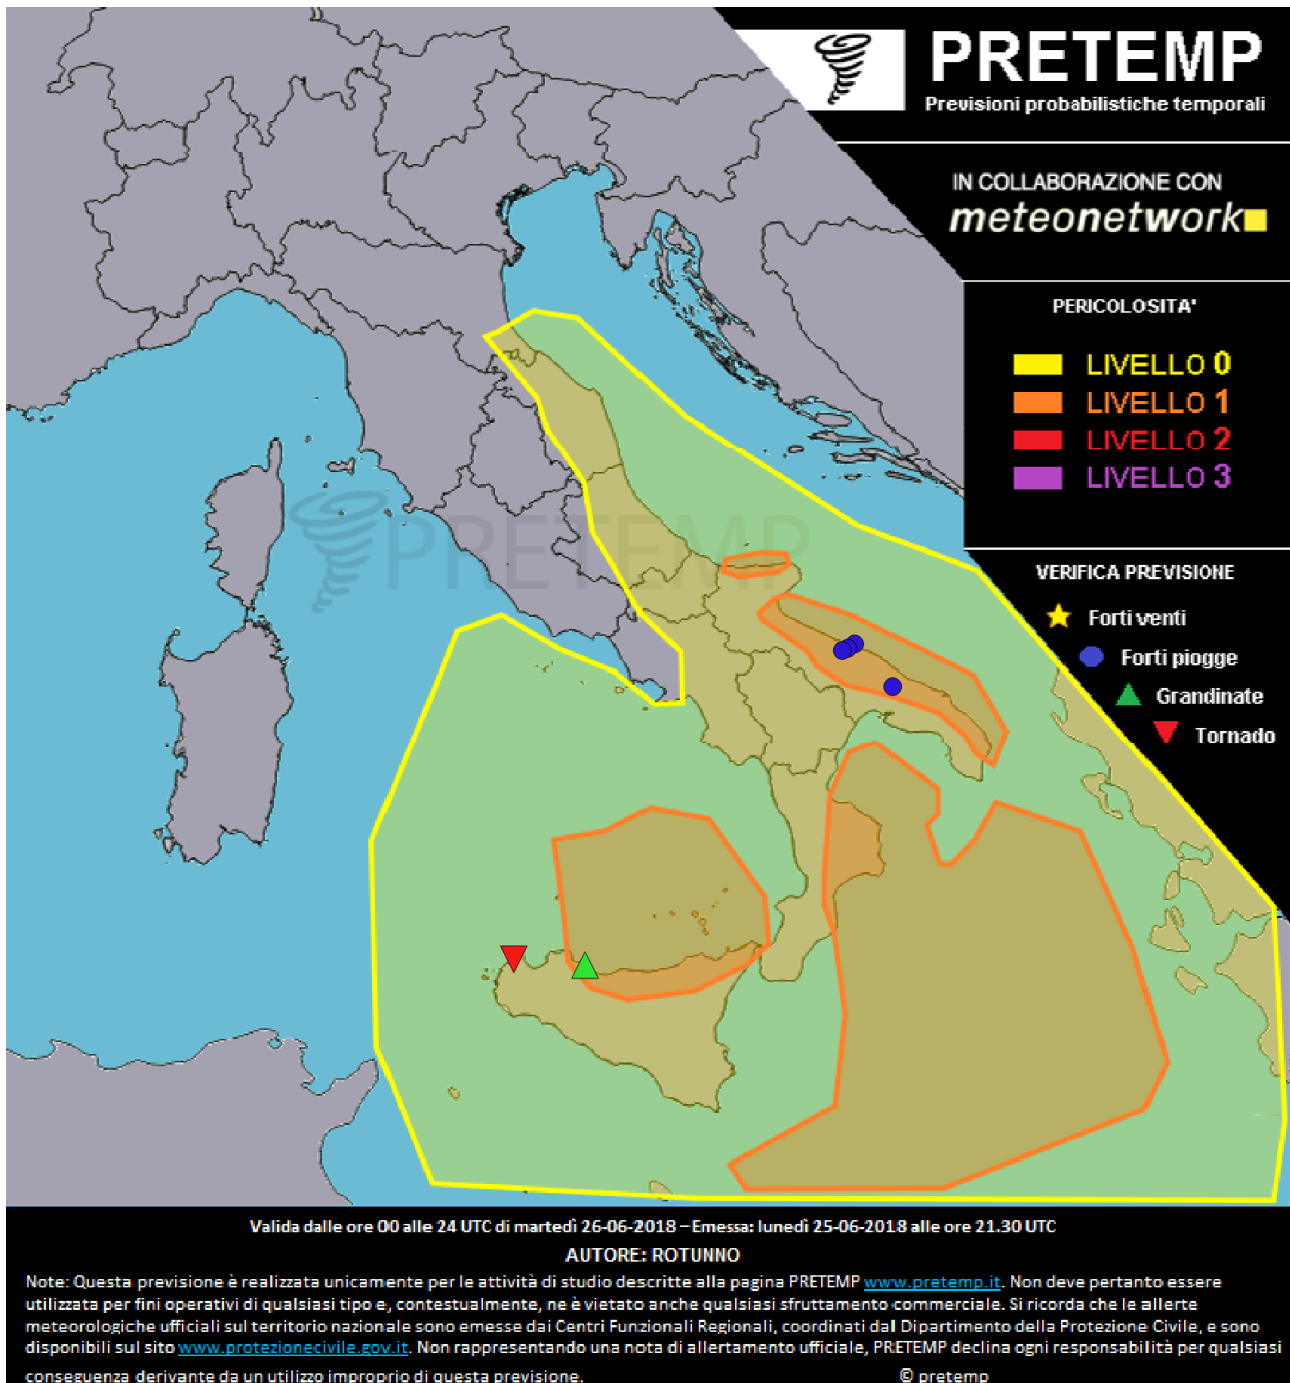 PRETEMP
Previsioni probabilistiche temporali
IN COLLABORAZIONE CON
meteonetwork
PERICOLOSITA'
LIVELLO 0
LIVELLO 1
LIVELLO 2
LIVELLO 3
PRETEMP
VERIFICA PREVISIONE
Forti venti
Forti piogge
Grandinate
Tornado
Valida dalle ore 00 alle 24 UTC di martedì 26-06-2018 – Emessa: lunedì 25-06-2018 alle ore 21.30 UTC
AUTORE: ROTUNNO
Note: Questa previsione è realizzata unicamente per le attività di studio descritte alla pagina PRETEMP www.pretemp.it. Non deve pertanto essere
utilizzata per fini operativi di qualsiasi tipo e, contestualmente, ne è vietato anche qualsiasi sfruttamento commerciale. Si ricorda che le allerte
meteorologiche ufficiali sul territorio nazionale sono emesse dai Centri Funzionali Regionali, coordinati dal Dipartimento della Protezione Civile, e sono
disponibili sul sito www.protezionecivile.gov.it. Non rappresentando una nota di allertamento ufficiale, PRETEMP declina ogni responsabilità per qualsiasi
conseguenza derivante da un utilizzo improprio di questa previsione. © pretemp